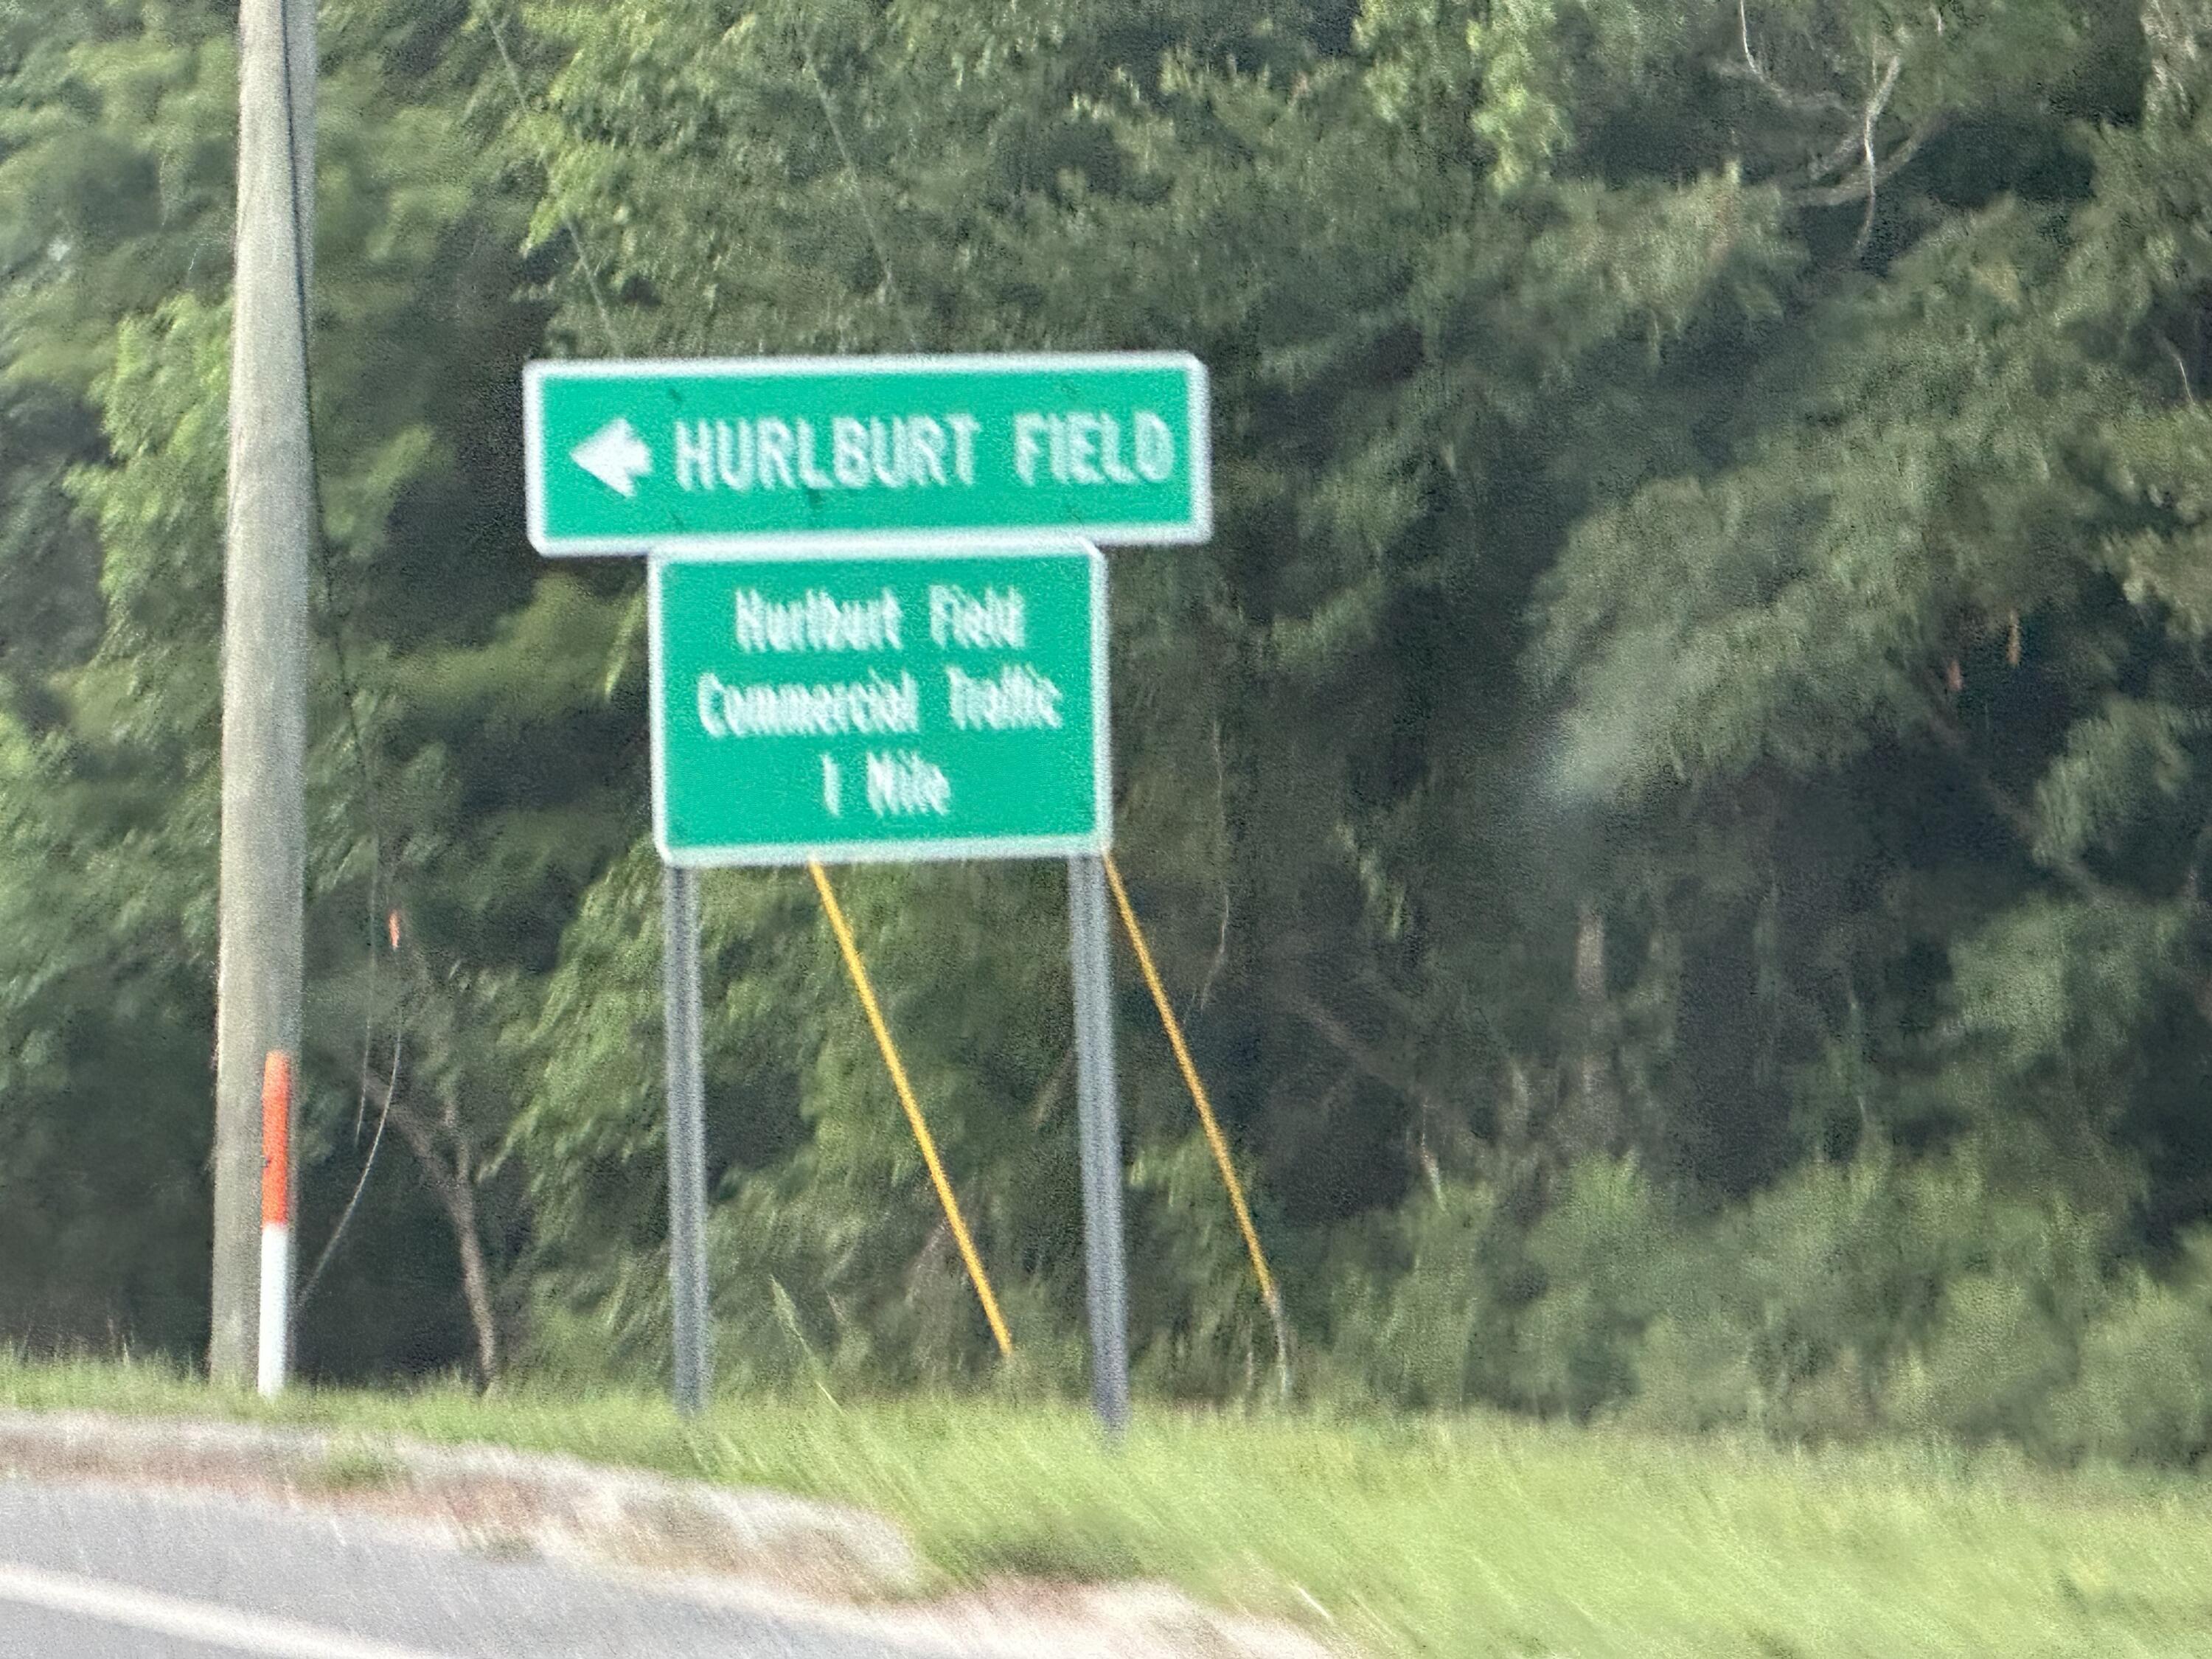 HURLBURT FIELD
Hurlburt Field
Commercial Traffic
1 Mile